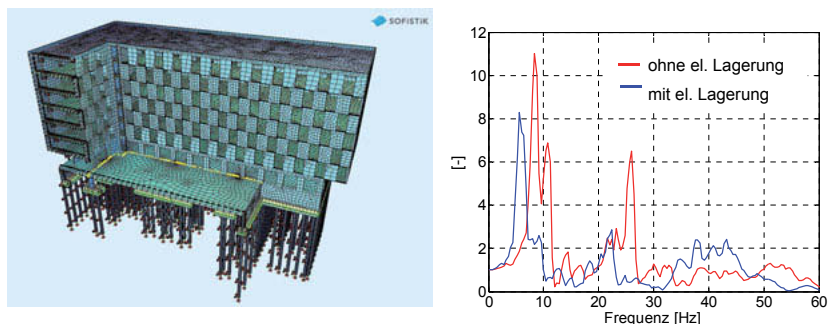 SOFiSTiK
12
10
8
6
4
2
0
[-]
ohne el. Lagerung
mit el. Lagerung
0 10 20 30 40 50 60
Frequenz [Hz]